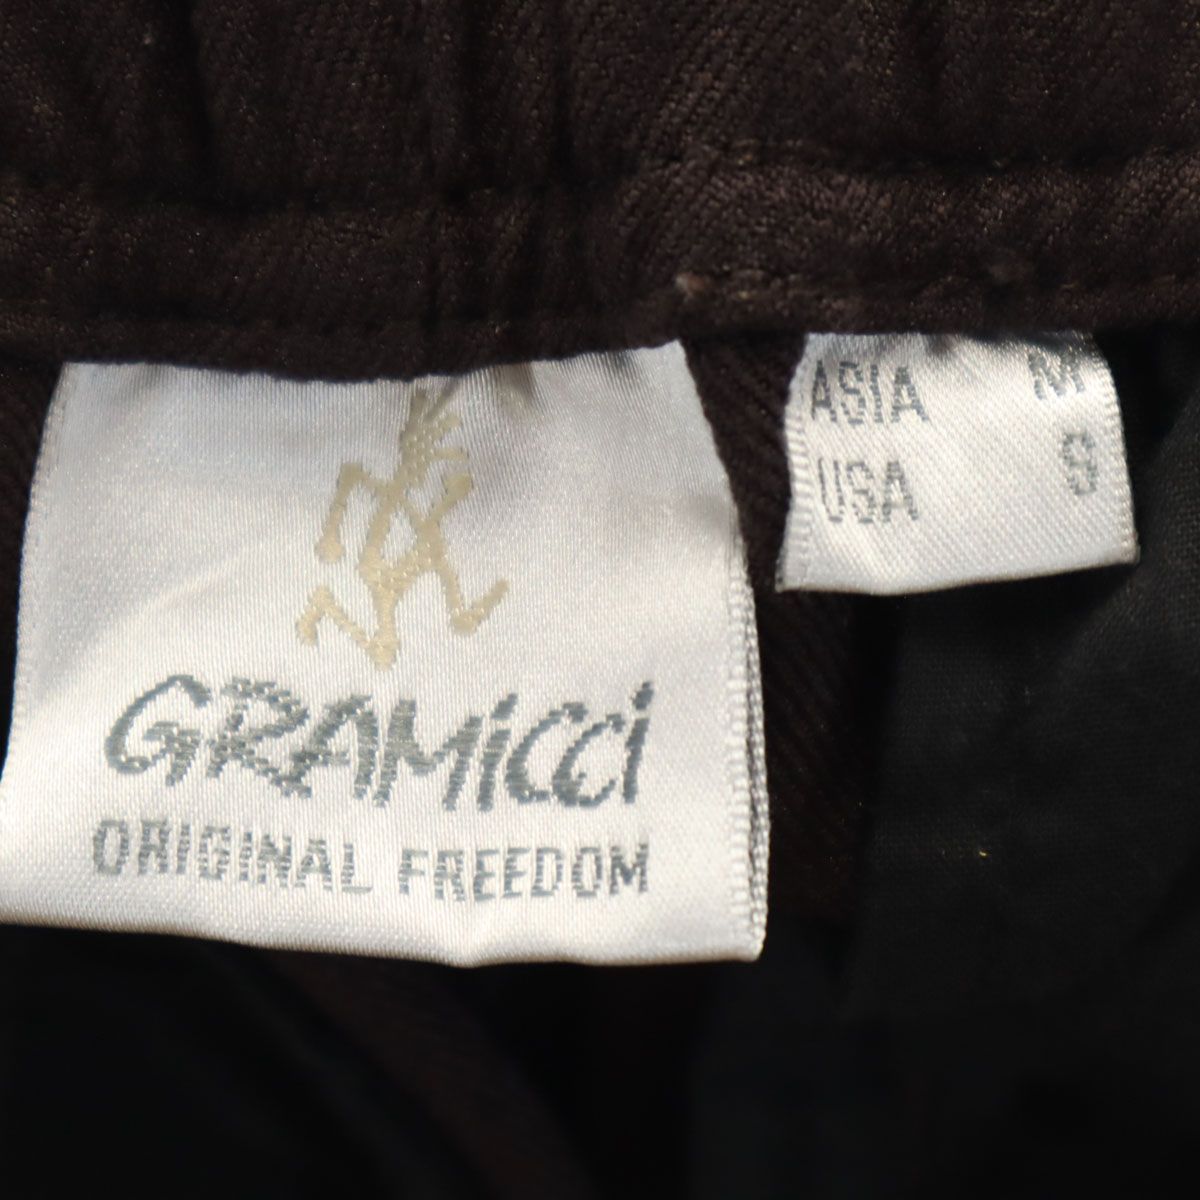 GRAMiCCi
ORIGINAL FREEDOM
ASIA M
USA S